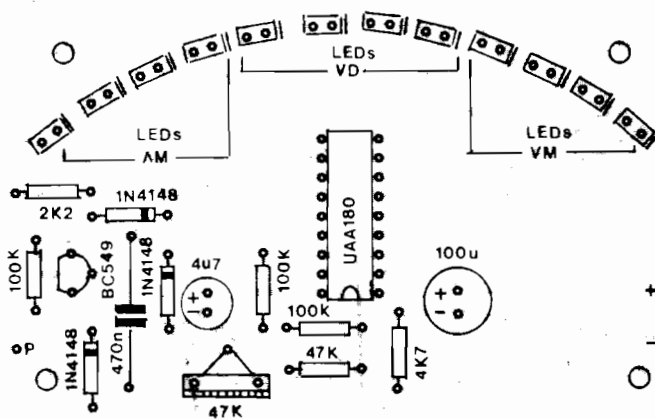 LEDs
VD
LEDs
AM
LEDs
VM
2K2
1N4148
UAA180
100K
BC549
1N4148
4u7
100K
100u
+
-
+
-
+
-
100K
P
1N4148
470n
47K
4K7
47K